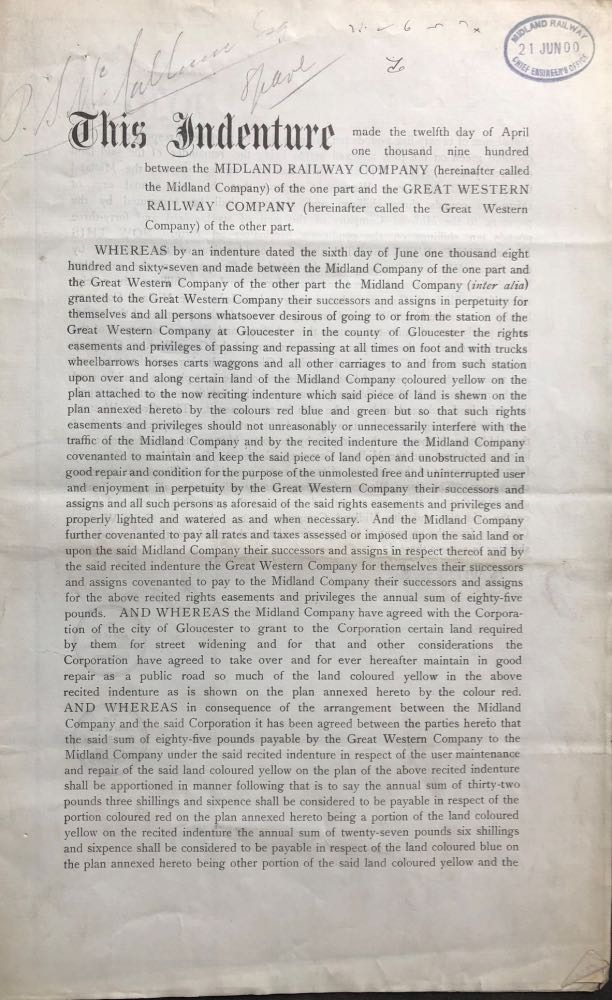 MIDLAND RAILWAY
21 JUN 00
CHIEF ENGINEER'S OFFICE
Esq
This Indenture made the twelfth day of April
one thousand nine hundred
between the MIDLAND RAILWAY COMPANY (hereinafter called
the Midland Company) of the one part and the GREAT WESTERN
RAILWAY COMPANY (hereinafter called the Great Western
Company) of the other part.
WHEREAS by an indenture dated the sixth day of June one thousand eight
hundred and sixty-seven and made between the Midland Company of the one part and
the Great Western Company of the other part the Midland Company (inter alia)
granted to the Great Western Company their successors and assigns in perpetuity for
themselves and all persons whatsoever desirous of going to or from the station of the
Great Western Company at Gloucester in the county of Gloucester the rights
easements and privileges of passing and repassing at all times on foot and with trucks
wheelbarrows horses carts waggons and all other carriages to and from such station
upon over and along certain land of the Midland Company coloured yellow on the
plan attached to the now reciting indenture which said piece of land is shewn on the
plan annexed hereto by the colours red blue and green but so that such rights
easements and privileges should not unreasonably or unnecessarily interfere with the
traffic of the Midland Company and by the recited indenture the Midland Company
covenanted to maintain and keep the said piece of land open and unobstructed and in
good repair and condition for the purpose of the unmolested free and uninterrupted user
and enjoyment in perpetuity by the Great Western Company their successors and
assigns and all such persons as aforesaid of the said rights easements and privileges and
properly lighted and watered as and when necessary. And the Midland Company
further covenanted to pay all rates and taxes assessed or imposed upon the said land or
upon the said Midland Company their successors and assigns in respect thereof and by
the said recited indenture the Great Western Company for themselves their successors
and assigns covenanted to pay to the Midland Company their successors and assigns
for the above recited rights easements and privileges the annual sum of eighty-five
pounds. AND WHEREAS the Midland Company have agreed with the Corpora-
tion of the city of Gloucester to grant to the Corporation certain land required
by them for street widening and for that and other considerations the
Corporation have agreed to take over and for ever hereafter maintain in good
repair as a public road so much of the land coloured yellow in the above
recited indenture as is shown on the plan annexed hereto by the colour red.
AND WHEREAS in consequence of the arrangement between the Midland
Company and the said Corporation it has been agreed between the parties hereto that
the said sum of eighty-five pounds payable by the Great Western Company to the
Midland Company under the said recited indenture in respect of the user maintenance
and repair of the said land coloured yellow on the plan of the above recited indenture
shall be apportioned in manner following that is to say the annual sum of thirty-two
pounds three shillings and sixpence shall be considered to be payable in respect of the
portion coloured red on the plan annexed hereto being a portion of the land coloured
yellow on the recited indenture the annual sum of twenty-seven pounds six shillings
and sixpence shall be considered to be payable in respect of the land coloured blue on
the plan annexed hereto being other portion of the said land coloured yellow and the